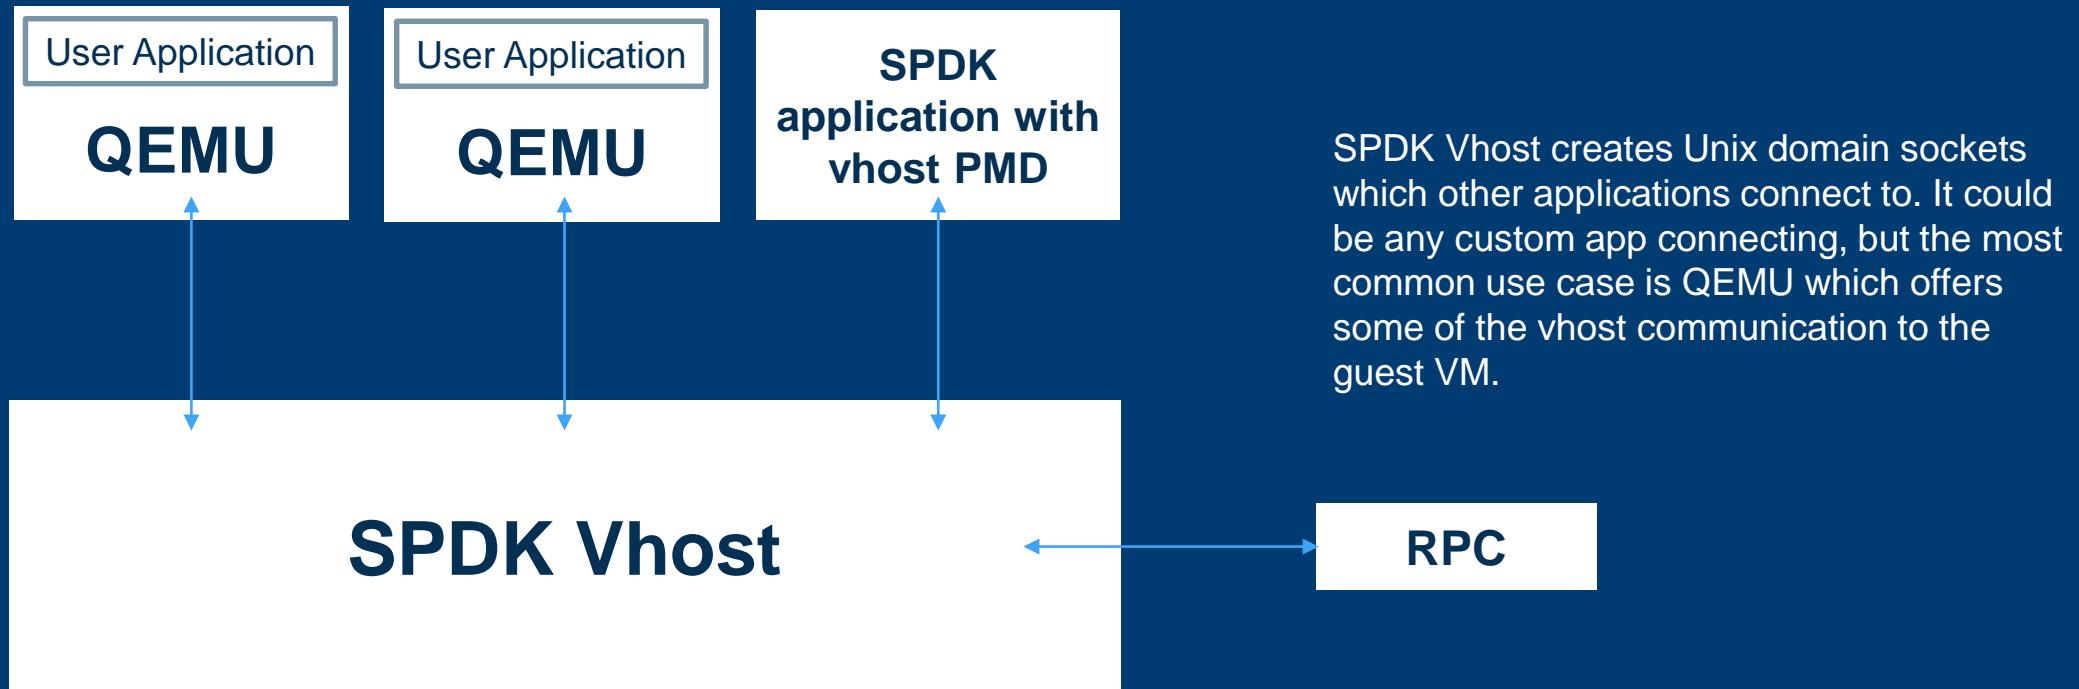 User Application
QEMU
User Application
QEMU
SPDK
application with
vhost PMD
SPDK Vhost creates Unix domain sockets
which other applications connect to. It could
be any custom app connecting, but the most
common use case is QEMU which offers
some of the vhost communication to the
guest VM.
SPDK Vhost
RPC